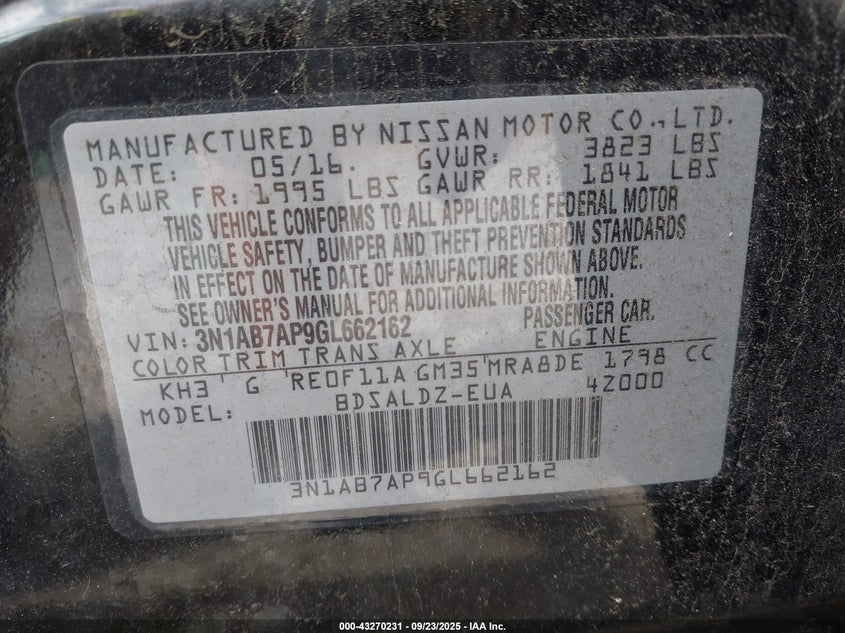 MANUFACTURED BY NISSAN MOTOR CO., LTD.
DATE: 05/16. GVWR: 3823 LBS
GAWR FR: 1995 LBS GAWR RR: 1841 LBS
THIS VEHICLE CONFORMS TO ALL APPLICABLE FEDERAL MOTOR
VEHICLE SAFETY, BUMPER AND THEFT PREVENTION STANDARDS
IN EFFECT ON THE DATE OF MANUFACTURE SHOWN ABOVE.
SEE OWNER'S MANUAL FOR ADDITIONAL INFORMATION.
VIN: 3N1AB7AP9GL662162 PASSENGER CAR.
COLOR TRIM TRANS AXLE ENGINE
KH3 G RE0F11A GM35 MRA8DE 1798 CC
MODEL: BDSALDZ-EUA 42000
3N1AB7AP9GL662162
000-43270231 - 09/23/2025 - IAA Inc.